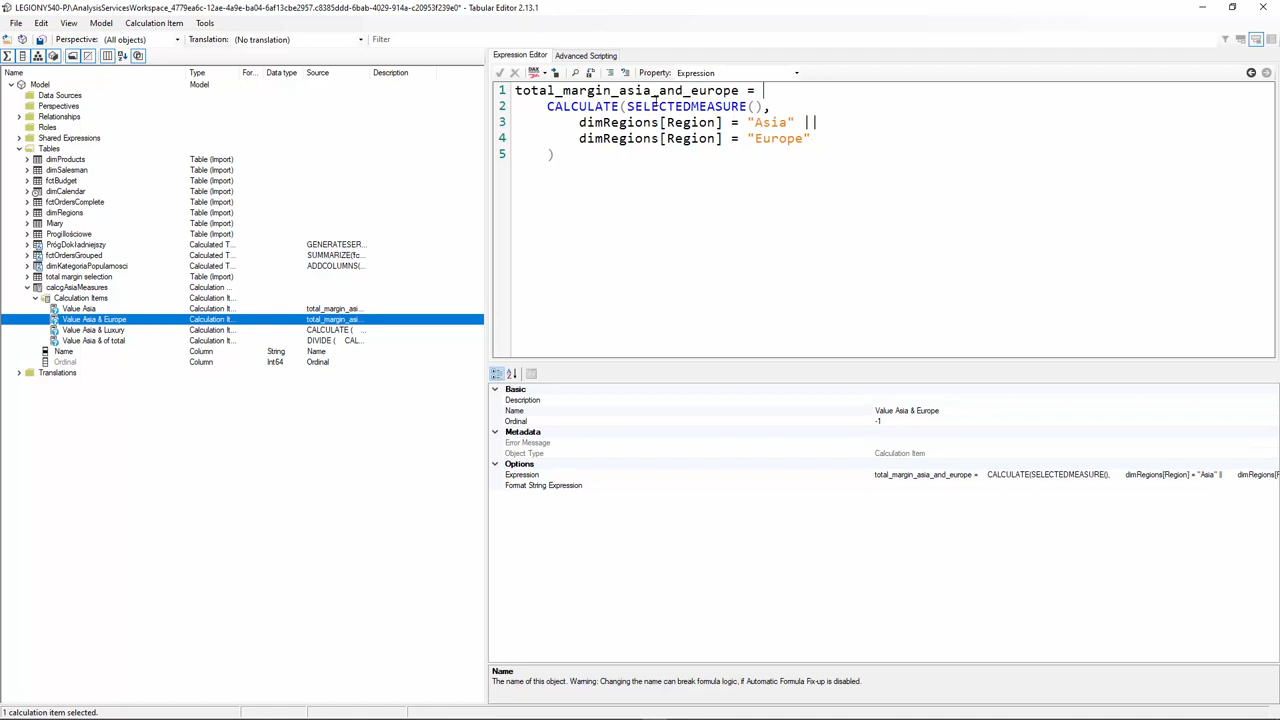 LEGIONY540-PJ\AnalysisServicesWorkspace_4779ea6c-12ae-4a9e-ba04-6af13cbe2957.c8385ddd-6bab-4029-914a-c20953f239e0* - Tabular Editor 2.13.1
File Edit View Model Calculation Item Tools
Perspective: (All objects) Translation: (No translation) Filter
Expression Editor Advanced Scripting
Name Type For... Data type Source Description
Property: Expression
Model Model
Data Sources
Perspectives
Relationships
Roles
Shared Expressions
Tables
dimProducts Table (Import)
dimSalesman Table (Import)
fctBudget Table (Import)
dimCalendar Table (Import)
fctOrdersComplete Table (Import)
dimRegions Table (Import)
Miary Table (Import)
ProgiIlościowe Table (Import)
PrógDokładniejszy Calculated T... GENERATESER...
fctOrdersGrouped Calculated T... SUMMARIZE(fc...
dimKategoriaPopularnosci Calculated T... ADDCOLUMNS(...
total margin selection Table (Import)
calcgAsiaMeasures Calculation ...
Calculation Items
Value Asia Calculation It... total_margin_asi...
Value Asia & Europe Calculation It... total_margin_asi...
Value Asia & Luxury Calculation It... CALCULATE ( ...
Value Asia & of total Calculation It... DIVIDE ( CAL...
Name Column String Name
Ordinal Column Int64 Ordinal
Translations
1 total_margin_asia_and_europe =
2 CALCULATE(SELECTEDMEASURE(),
3 dimRegions[Region] = "Asia" ||
4 dimRegions[Region] = "Europe"
5 )
Basic
Description
Name Value Asia & Europe
Ordinal -1
Metadata
Error Message
Object Type Calculation Item
Options
Expression total_margin_asia_and_europe = CALCULATE(SELECTEDMEASURE(), dimRegions[Region] = "Asia" || dimRegions[R
Format String Expression
Name
The name of this object. Warning: Changing the name can break formula logic, if Automatic Formula Fix-up is disabled.
1 calculation item selected.